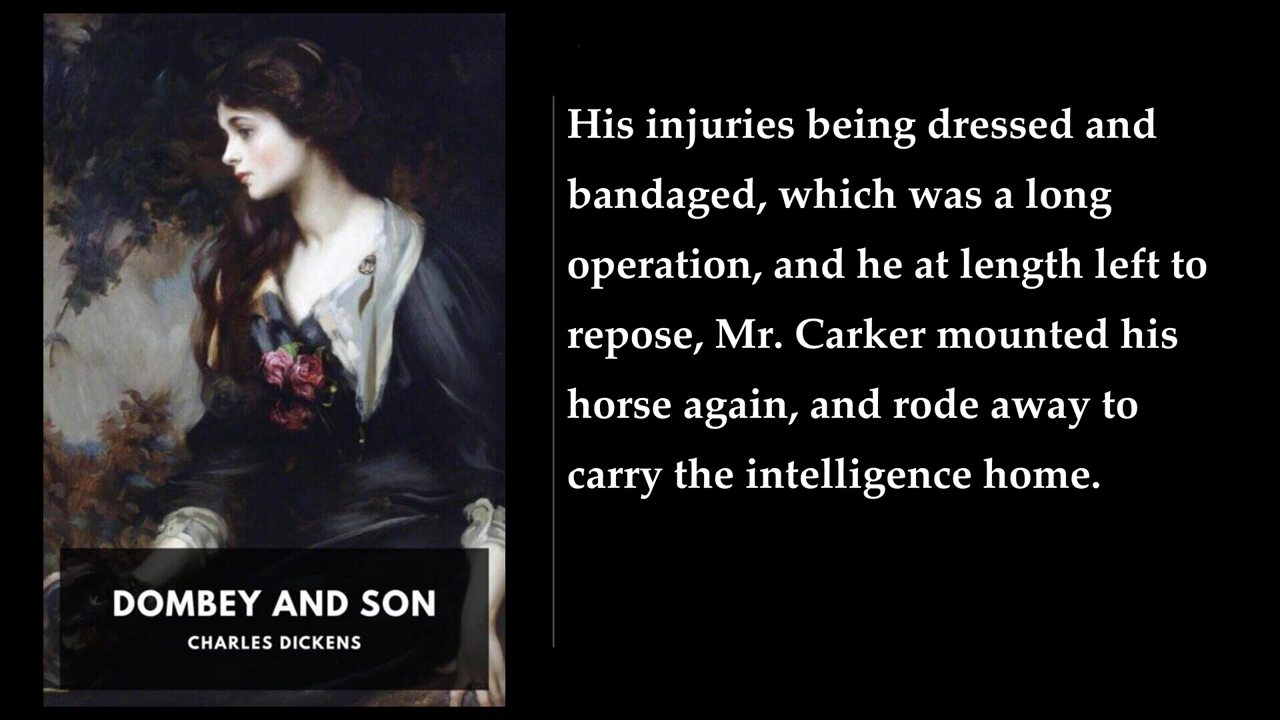 His injuries being dressed and
bandaged, which was a long
operation, and he at length left to
repose, Mr. Carker mounted his
horse again, and rode away to
carry the intelligence home.
DOMBEY AND SON
CHARLES DICKENS